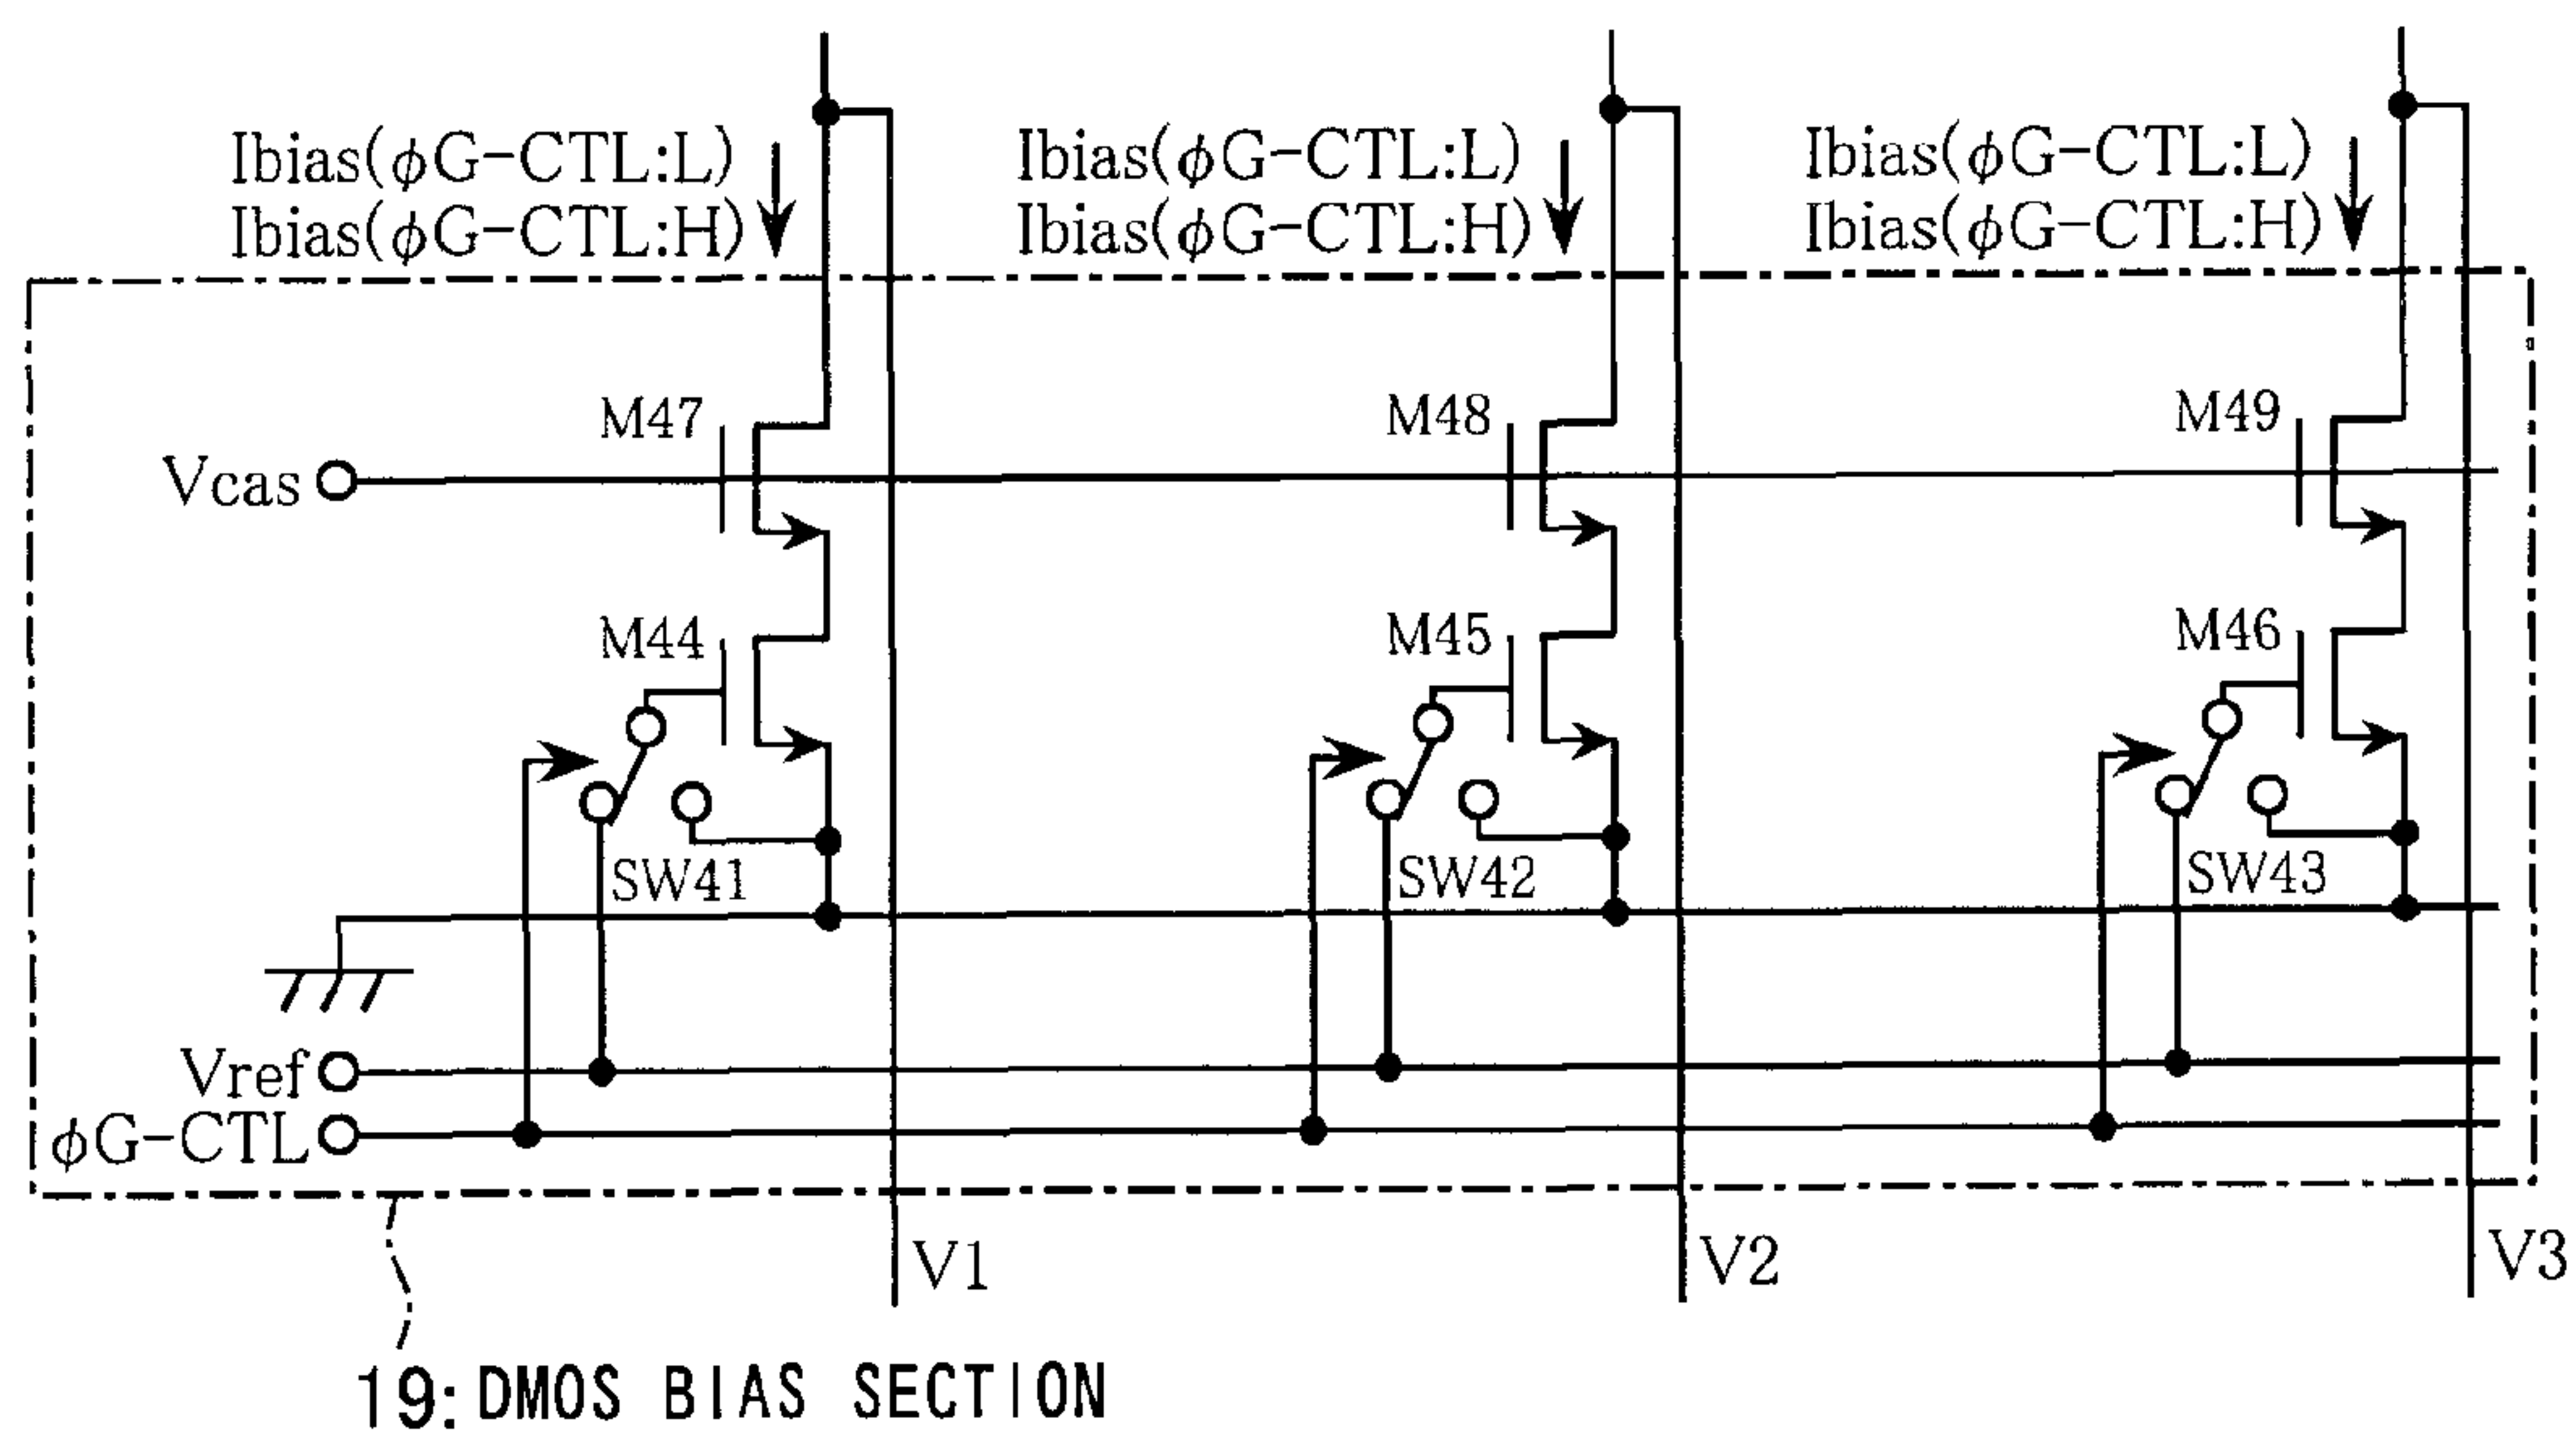 Ibias(φG-CTL:L)
Ibias(φG-CTL:H)
Ibias(φG-CTL:L)
Ibias(φG-CTL:H)
Ibias(φG-CTL:L)
Ibias(φG-CTL:H)
M47
M48
M49
Vcas
M44
M45
M46
SW41
SW42
SW43
Vref
φG-CTL
V1
V2
V3
19: DMOS BIAS SECTION